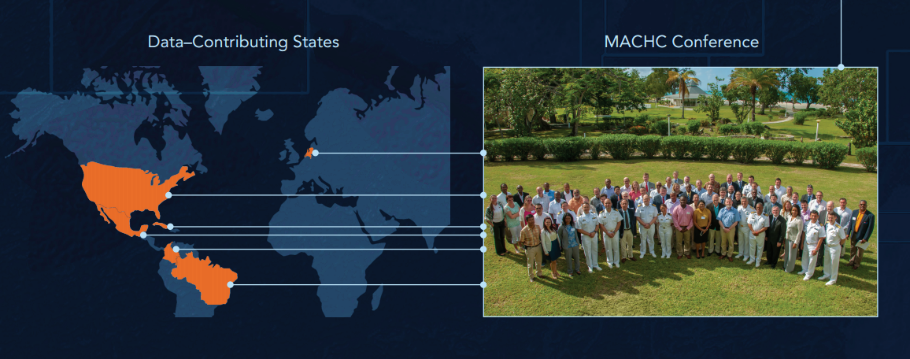 Data–Contributing States
MACHC Conference